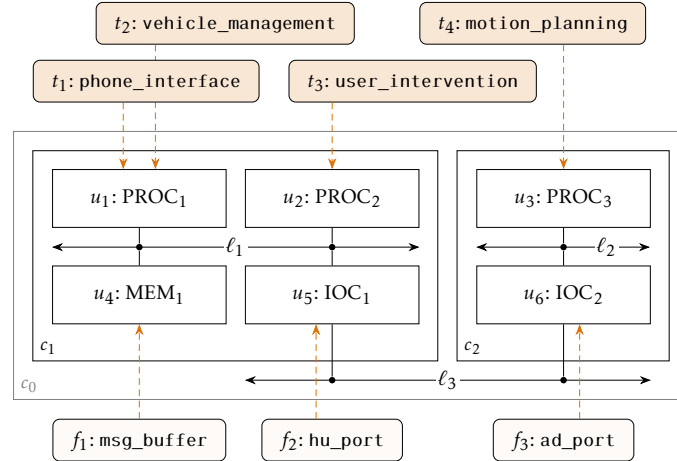 t₂: vehicle_management
t₄: motion_planning
t₁: phone_interface
t₃: user_intervention
u₁: PROC₁
u₂: PROC₂
u₃: PROC₃
ℓ₁
ℓ₂
u₄: MEM₁
u₅: IOC₁
u₆: IOC₂
c₁
c₂
c₀
ℓ₃
f₁: msg_buffer
f₂: hu_port
f₃: ad_port